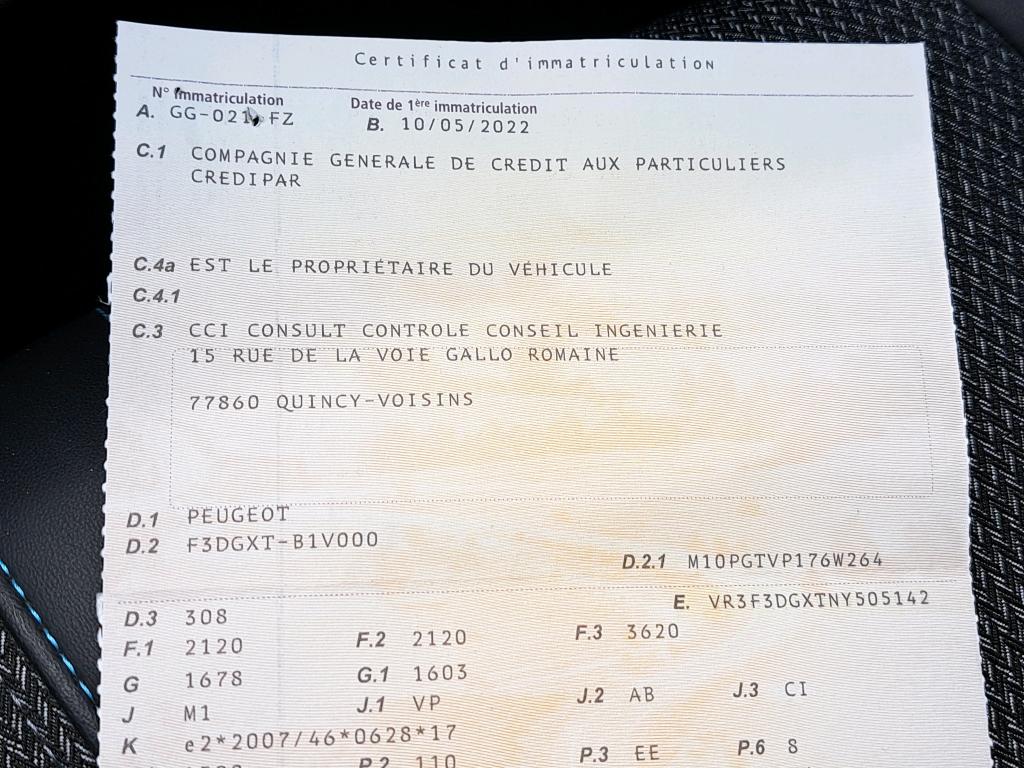 Certificat d'immatriculation
N° Immatriculation
Date de 1ère immatriculation
A. GG-021-FZ
B. 10/05/2022
C.1 COMPAGNIE GENERALE DE CREDIT AUX PARTICULIERS
CREDIPAR
C.4a EST LE PROPRIÉTAIRE DU VÉHICULE
C.4.1
C.3 CCI CONSULT CONTROLE CONSEIL INGENIERIE
15 RUE DE LA VOIE GALLO ROMAINE
77860 QUINCY-VOISINS
D.1 PEUGEOT
D.2 F3DGXT-B1V000
D.2.1 M10PGTVP176W264
D.3 308
E. VR3F3DGXTNY505142
F.1 2120 F.2 2120 F.3 3620
G 1678 G.1 1603
J M1 J.1 VP J.2 AB J.3 CI
K e2*2007/46*0628*17
P.2 110 P.3 EE P.6 8